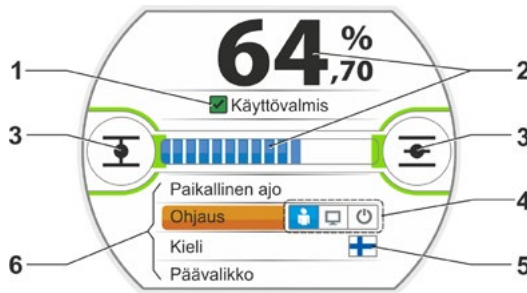 64,70 %
1
Käyttövalmis
2
3
3
Paikallinen ajo
Ohjaus
4
Kieli
5
6
Päävalikko